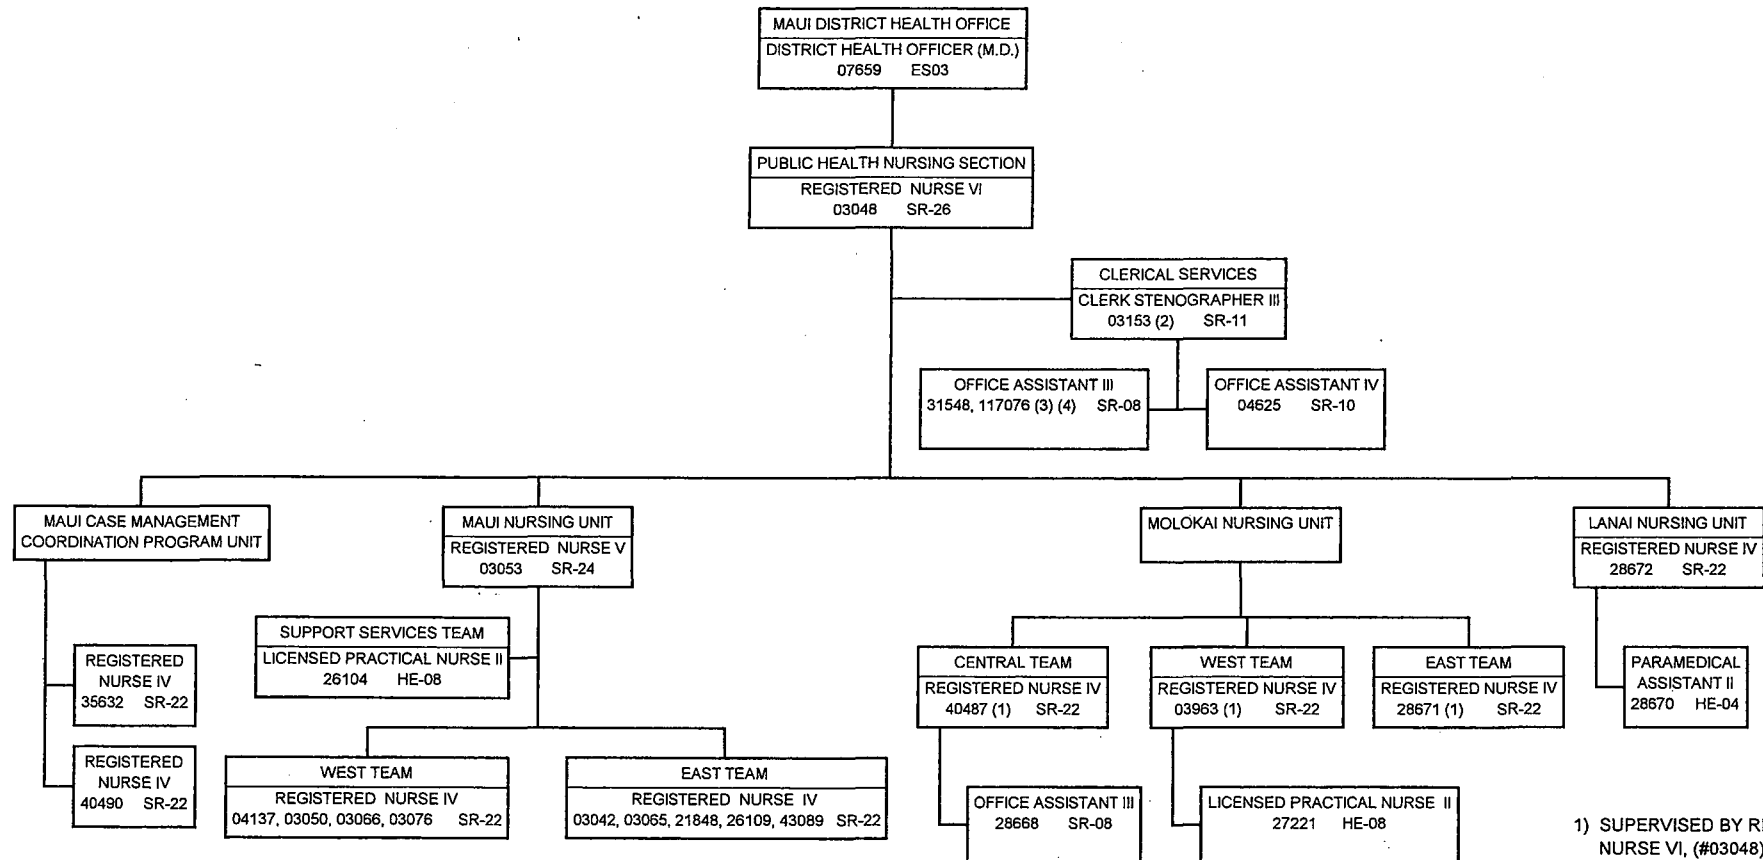 MAUI DISTRICT HEALTH OFFICE
DISTRICT HEALTH OFFICER (M.D.)
07659 ES03
PUBLIC HEALTH NURSING SECTION
REGISTERED NURSE VI
03048 SR-26
CLERICAL SERVICES
CLERK STENOGRAPHER III
03153 (2) SR-11
OFFICE ASSISTANT III
31548, 117076 (3) (4) SR-08
OFFICE ASSISTANT IV
04625 SR-10
MAUI CASE MANAGEMENT
COORDINATION PROGRAM UNIT
REGISTERED
NURSE IV
35632 SR-22
REGISTERED
NURSE IV
40490 SR-22
MAUI NURSING UNIT
REGISTERED NURSE V
03053 SR-24
SUPPORT SERVICES TEAM
LICENSED PRACTICAL NURSE II
26104 HE-08
WEST TEAM
REGISTERED NURSE IV
04137, 03050, 03066, 03076 SR-22
EAST TEAM
REGISTERED NURSE IV
03042, 03065, 21848, 26109, 43089 SR-22
MOLOKAI NURSING UNIT
CENTRAL TEAM
REGISTERED NURSE IV
40487 (1) SR-22
OFFICE ASSISTANT III
28668 SR-08
WEST TEAM
REGISTERED NURSE IV
03963 (1) SR-22
LICENSED PRACTICAL NURSE II
27221 HE-08
EAST TEAM
REGISTERED NURSE IV
28671 (1) SR-22
LANAI NURSING UNIT
REGISTERED NURSE IV
28672 SR-22
PARAMEDICAL
ASSISTANT II
28670 HE-04
1) SUPERVISED BY
NURSE VI, (#03048)